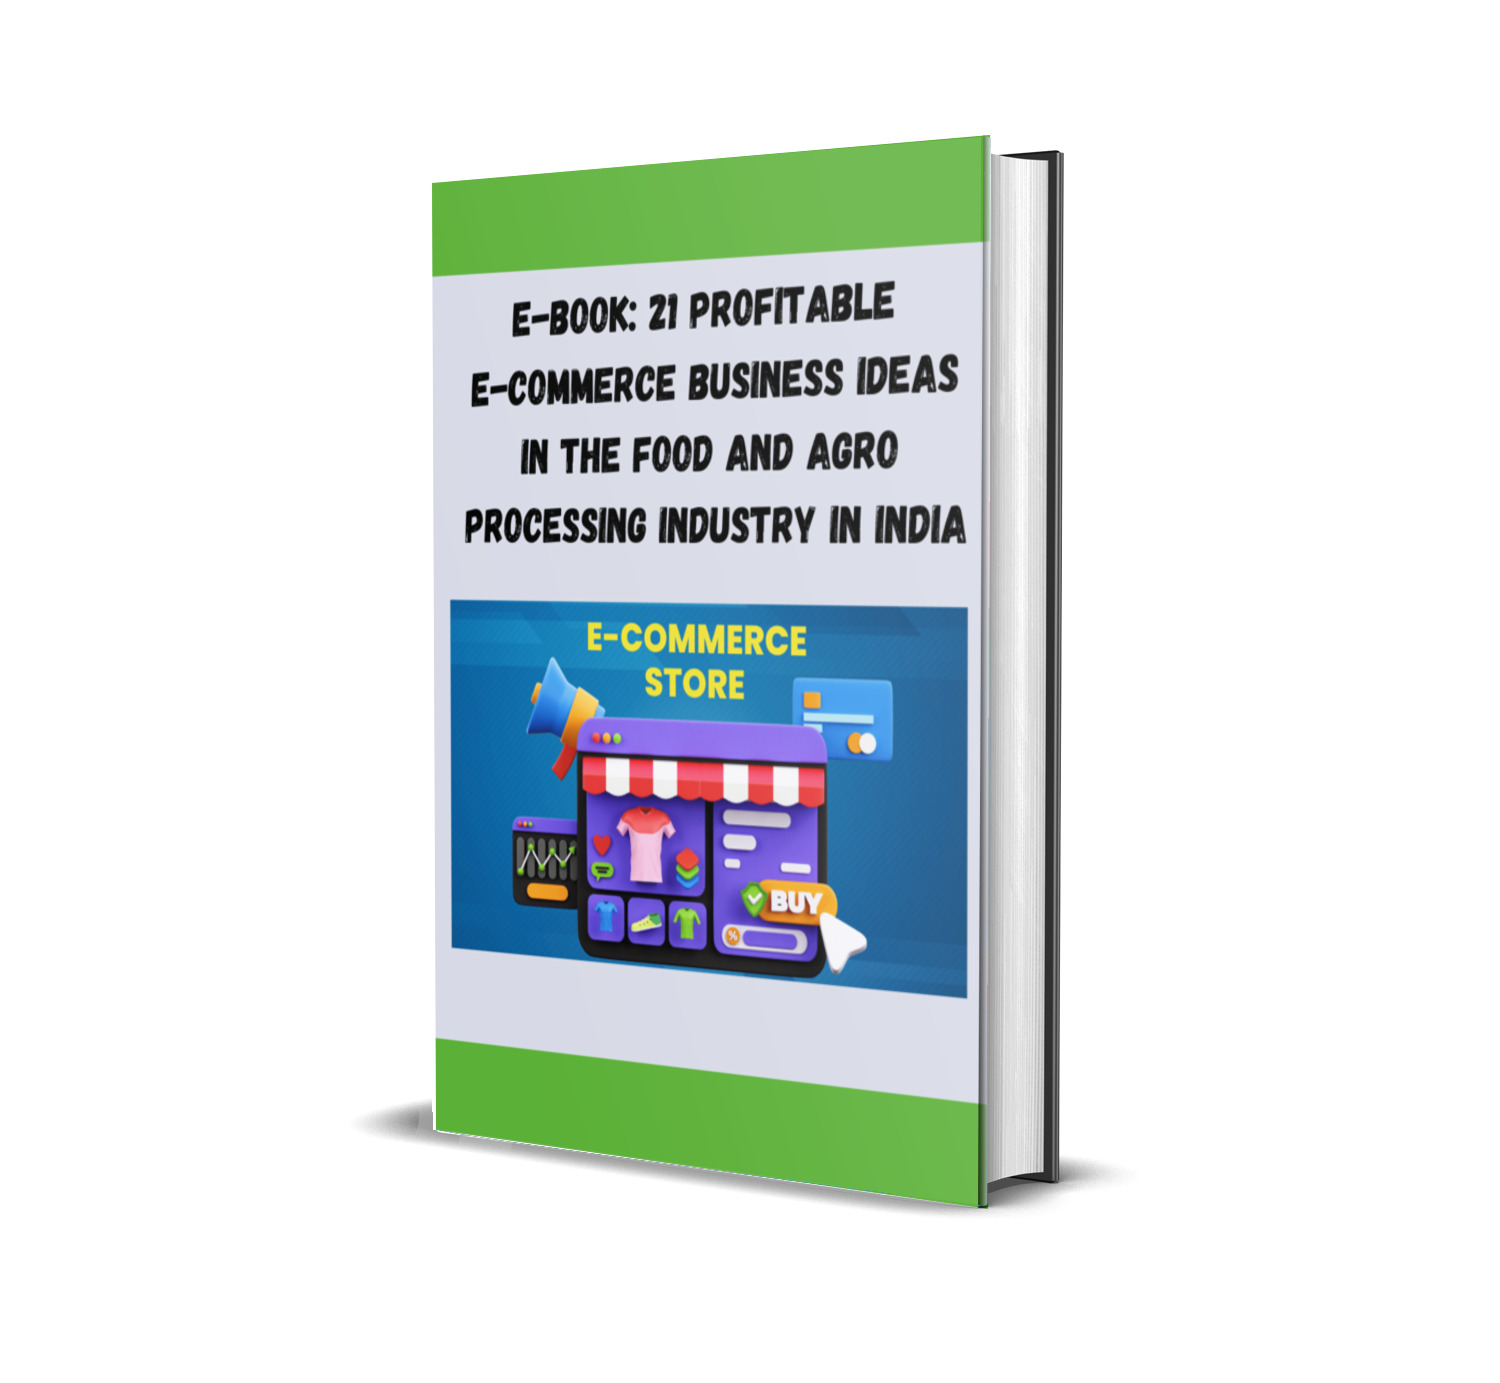 E-BOOK: 21 PROFITABLE
E-COMMERCE BUSINESS IDEAS
IN THE FOOD AND AGRO
PROCESSING INDUSTRY IN INDIA
E-COMMERCE
STORE
BUY
%